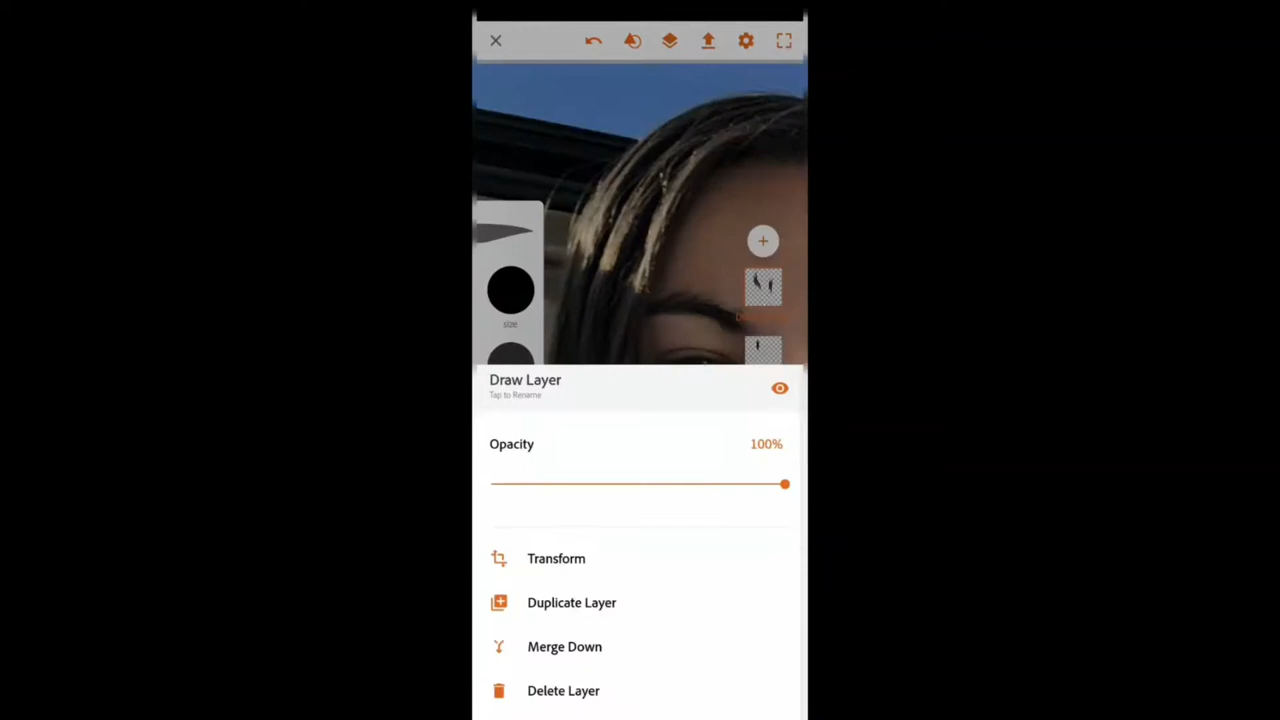 size
Draw Layer
Tap to Rename
Opacity 100%
Transform
Duplicate Layer
Merge Down
Delete Layer